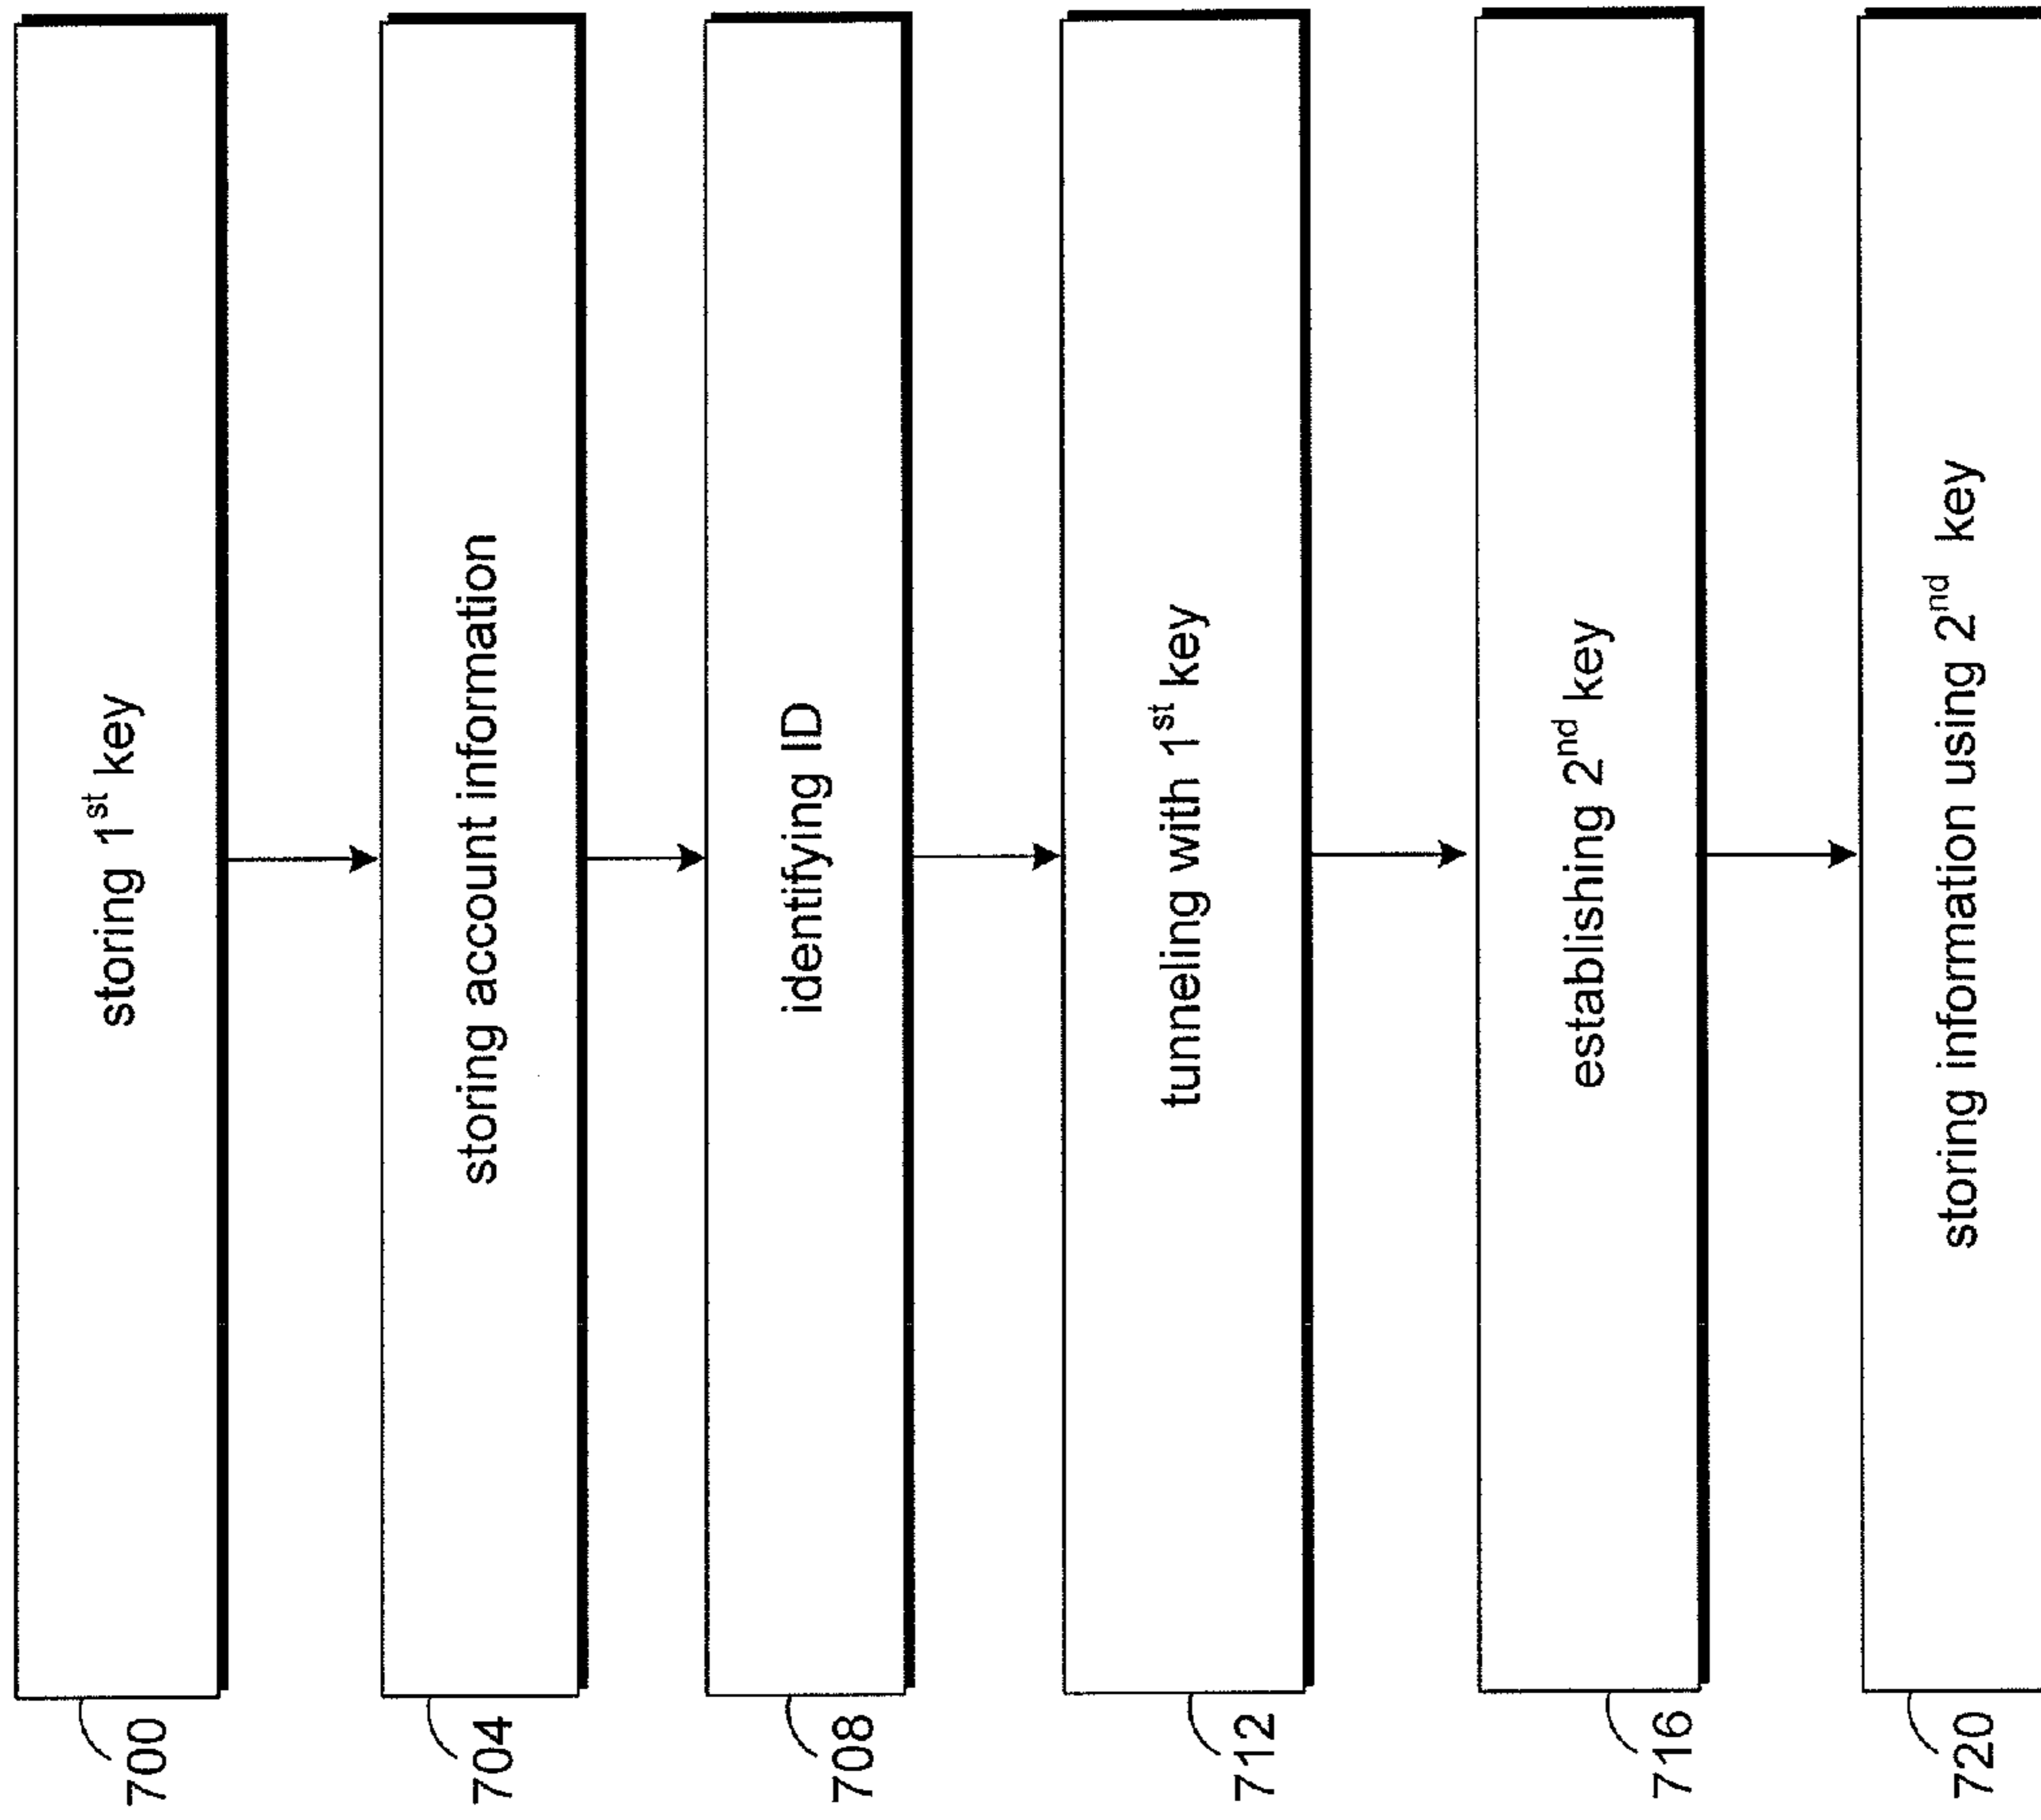 storing 1st key
700
storing account information
704
identifying ID
708
tunneling with 1st key
712
establishing 2nd key
716
storing information using 2nd key
720